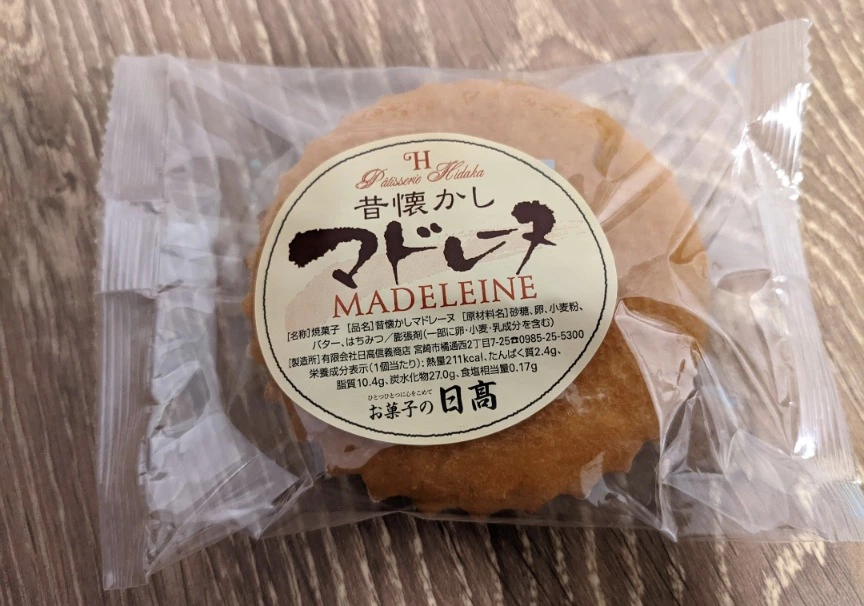 H
Pâtisserie Hidaka
昔懐かし
マドレーヌ
MADELEINE
[名称]焼菓子 [品名]昔懐かしマドレーヌ [原材料名]砂糖、卵、小麦粉、
バター、はちみつ／膨張剤(一部に卵・小麦・乳成分を含む)
[製造所]有限会社日高信義商店 宮崎市橘通西2丁目7-25☎0985-25-5300
栄養成分表示(1個当たり);熱量211kcal、たんぱく質2.4g、
脂質10.4g、炭水化物27.0g、食塩相当量0.17g
ひとつひとつに心をこめて
お菓子の日高